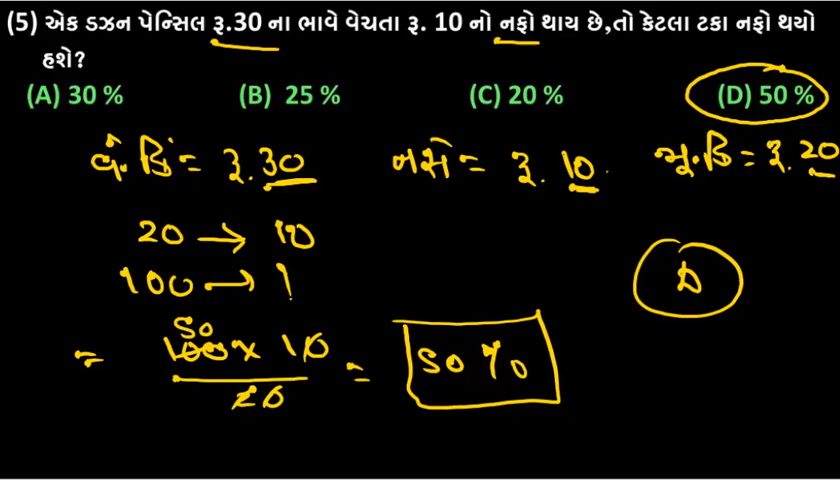 (5) એક ડઝન પેન્સિલ રૂ.30 ના ભાવે વેચતા રૂ. 10 નો નફો થાય છે,તો કેટલા ટકા નફો થયો
હશે?
(A) 30 % (B) 25 % (C) 20 % (D) 50 %
વે.કિં = રૂ.30 નફો = રૂ. 10 મૂ.કિ = રૂ.20
20 → 10
100 → ? D
50
= 100 × 10 = 50 %
20